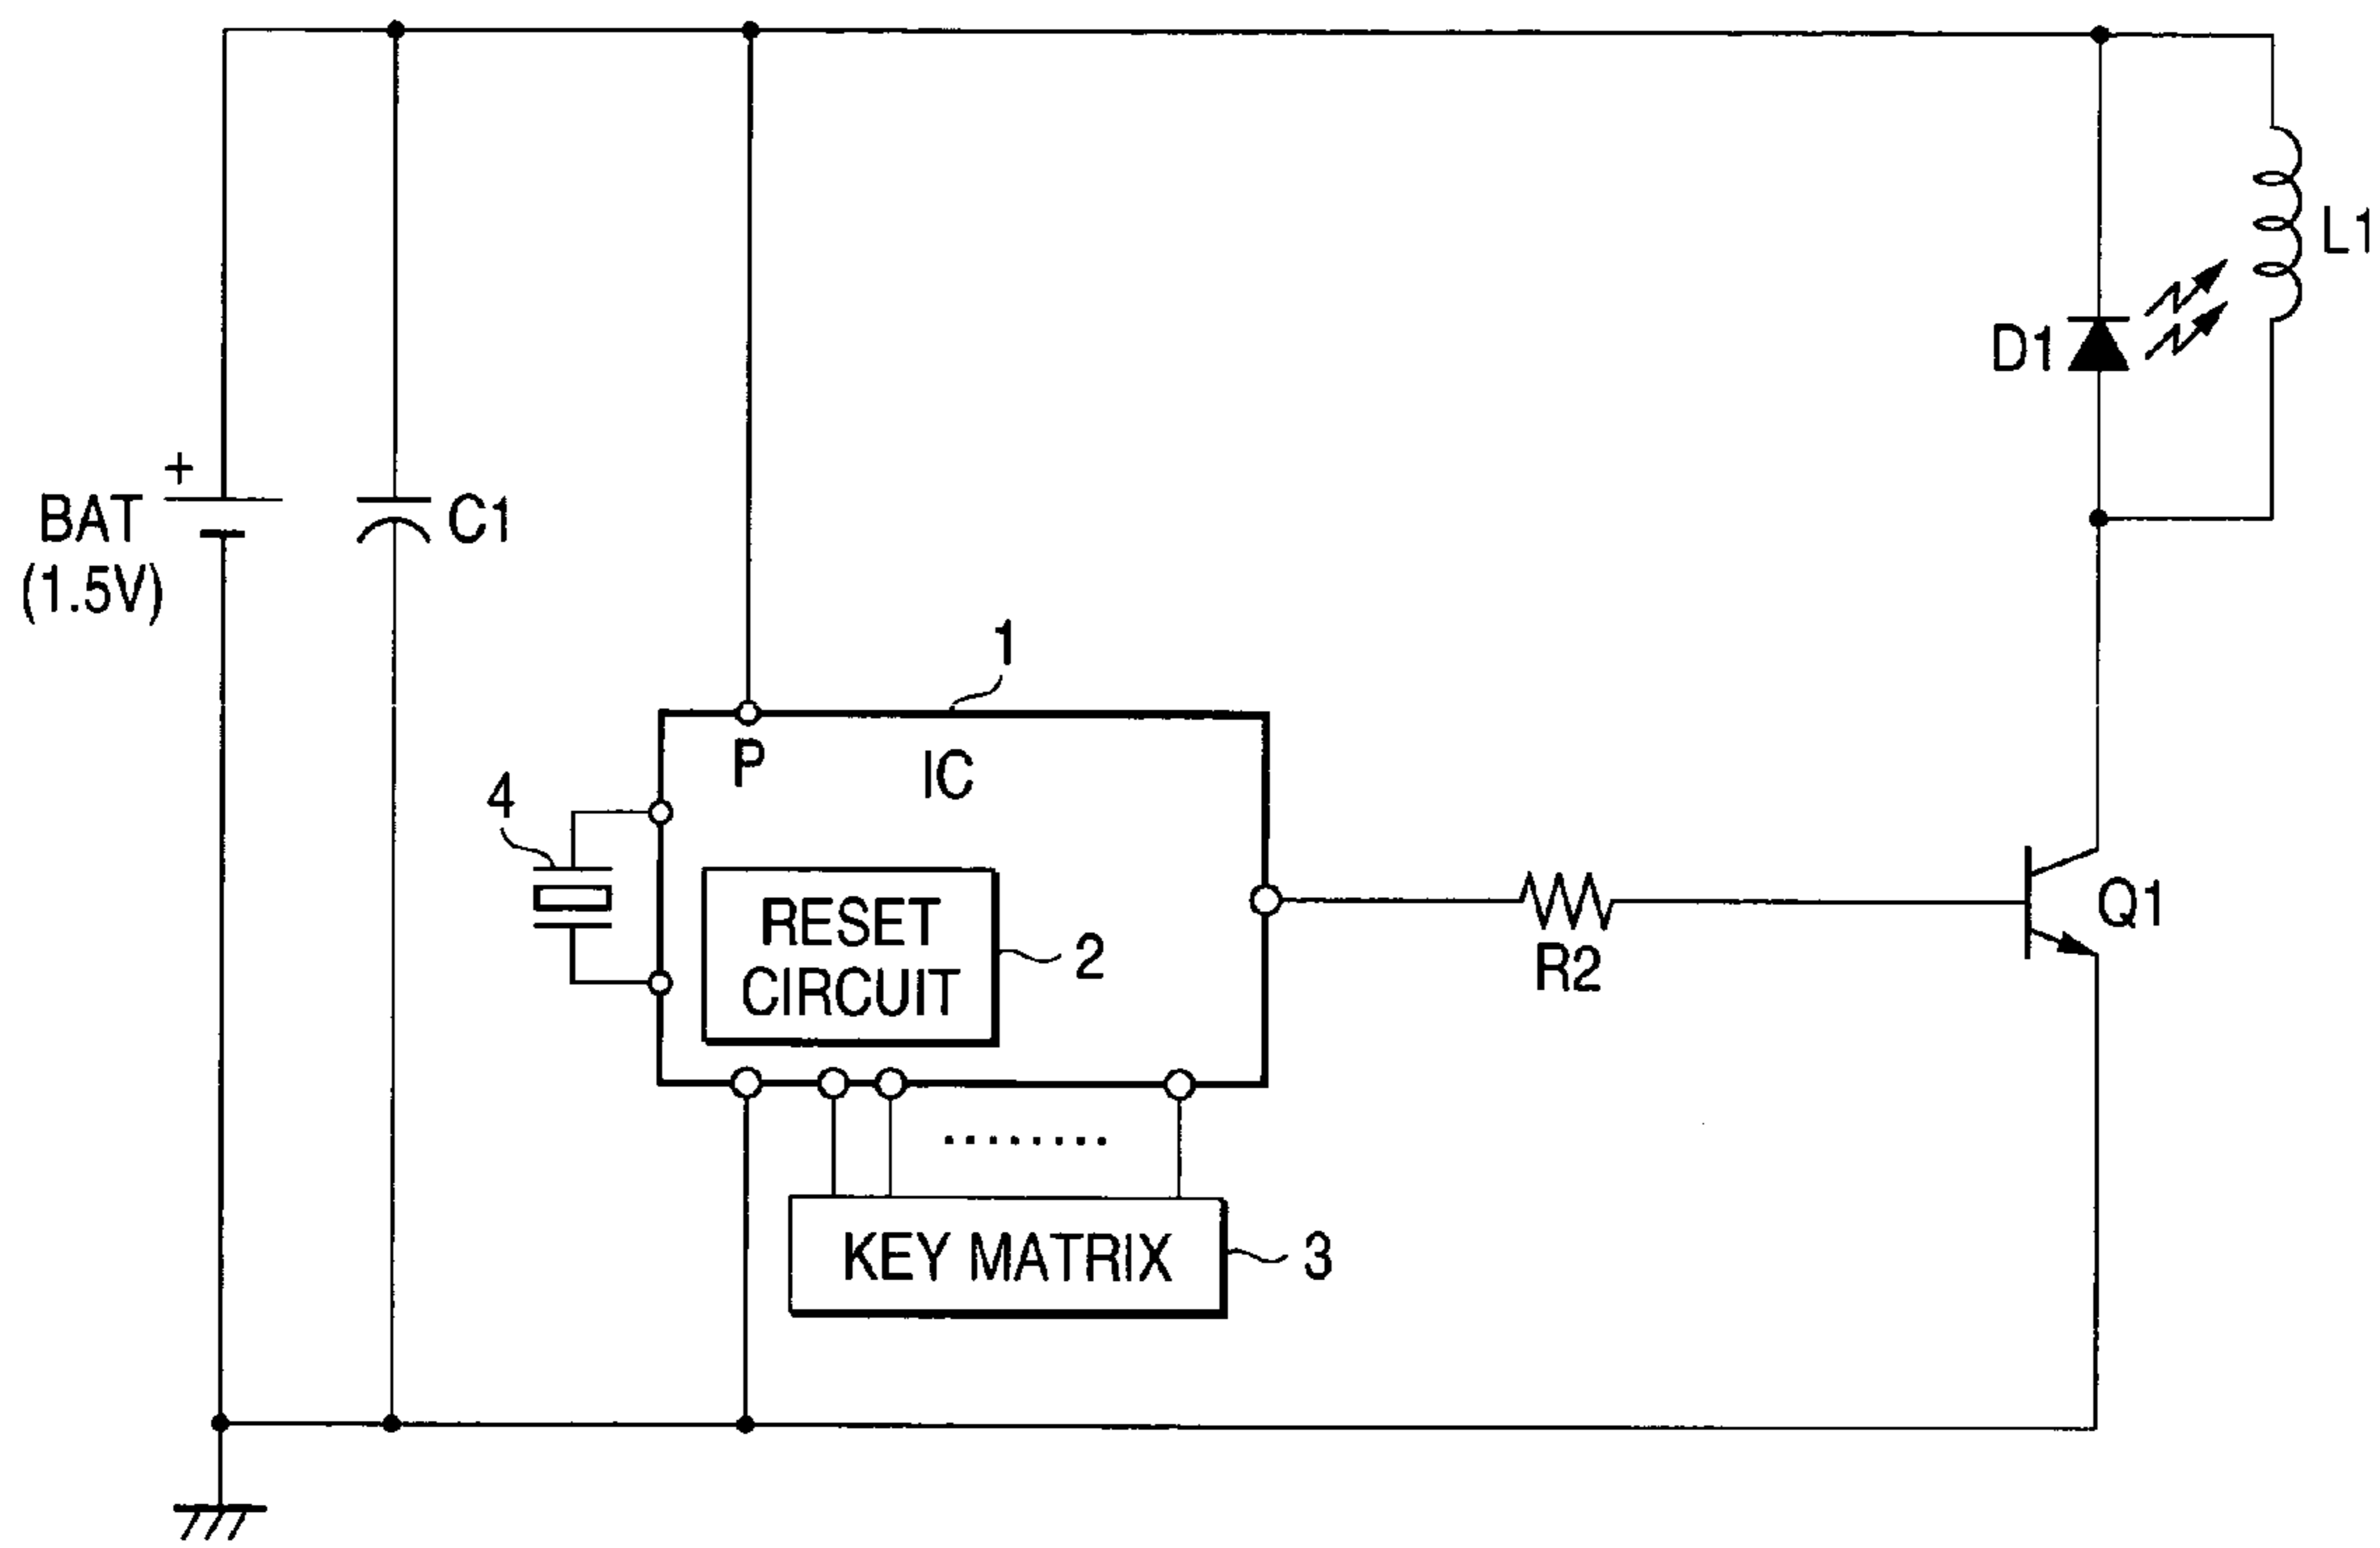 L1
D1
+
BAT
(1.5V)
C1
1
P
IC
4
RESET
CIRCUIT
2
Q1
R2
KEY MATRIX
3